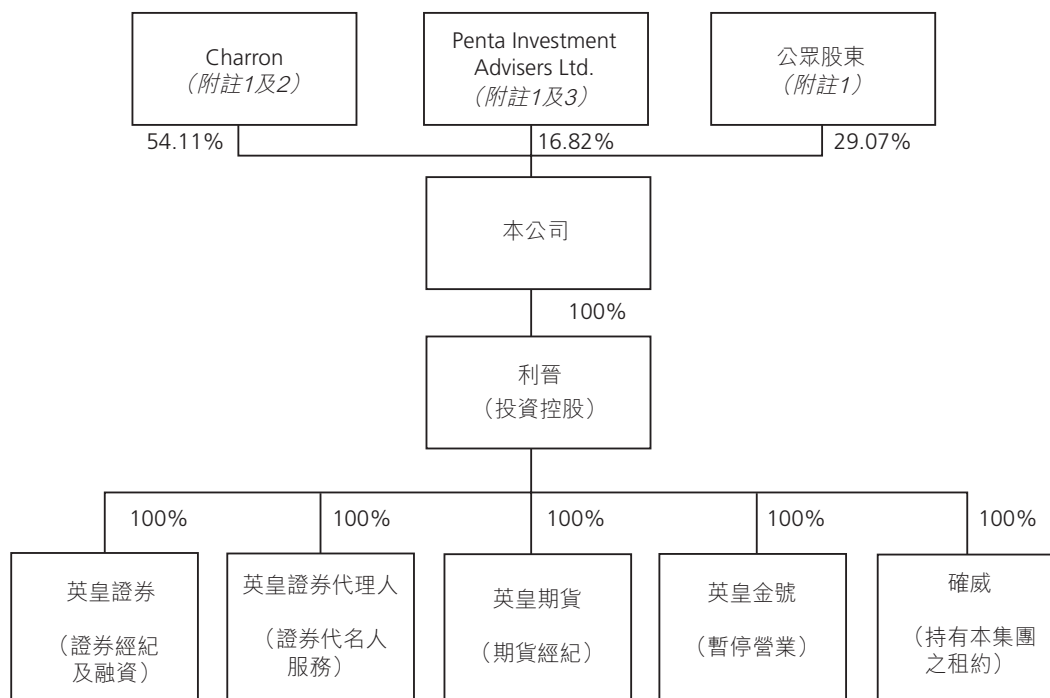 Charron
（附註1及2）
Penta Investment
Advisers Ltd.
（附註1及3）
公眾股東
（附註1）
54.11%
16.82%
29.07%
本公司
100%
利晉
（投資控股）
100%
100%
100%
100%
100%
英皇證券
（證券經紀
及融資）
英皇證券代理人
（證券代名人
服務）
英皇期貨
（期貨經紀）
英皇金號
（暫停營業）
確威
（持有本集團
之租約）